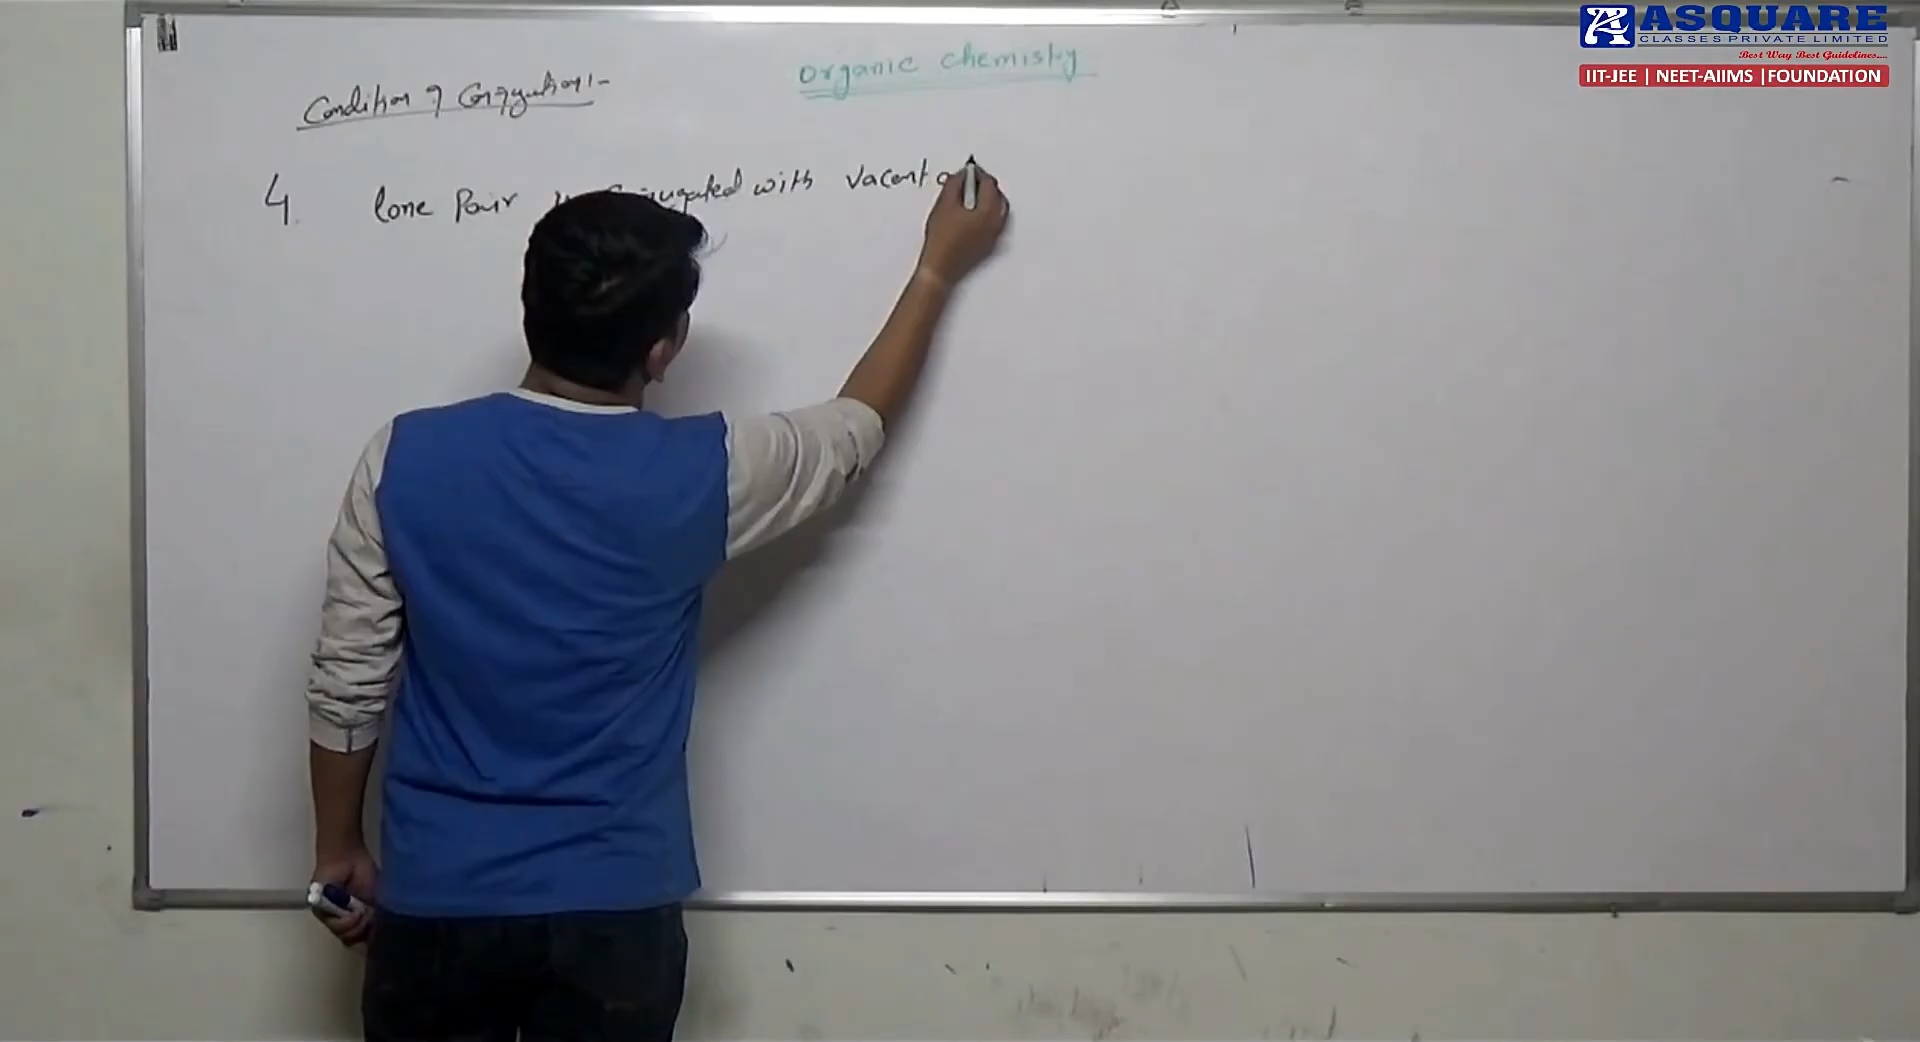 ASQUARE
CLASSES PRIVATE LIMITED
Best Way Best Guidelines....
IIT-JEE | NEET-AIIMS |FOUNDATION
Organic Chemistry
Condition of Conjugation:-
4. lone Pair with Vacant